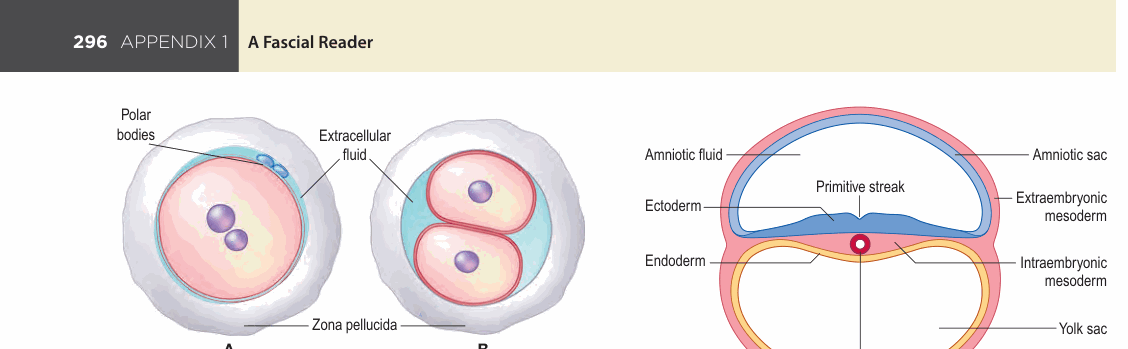 296 APPENDIX 1 A Fascial Reader
Polar
bodies
Extracellular
fluid
Zona pellucida
A
B
Amniotic fluid
Amniotic sac
Primitive streak
Extraembryonic
mesoderm
Ectoderm
Endoderm
Intraembryonic
mesoderm
Yolk sac